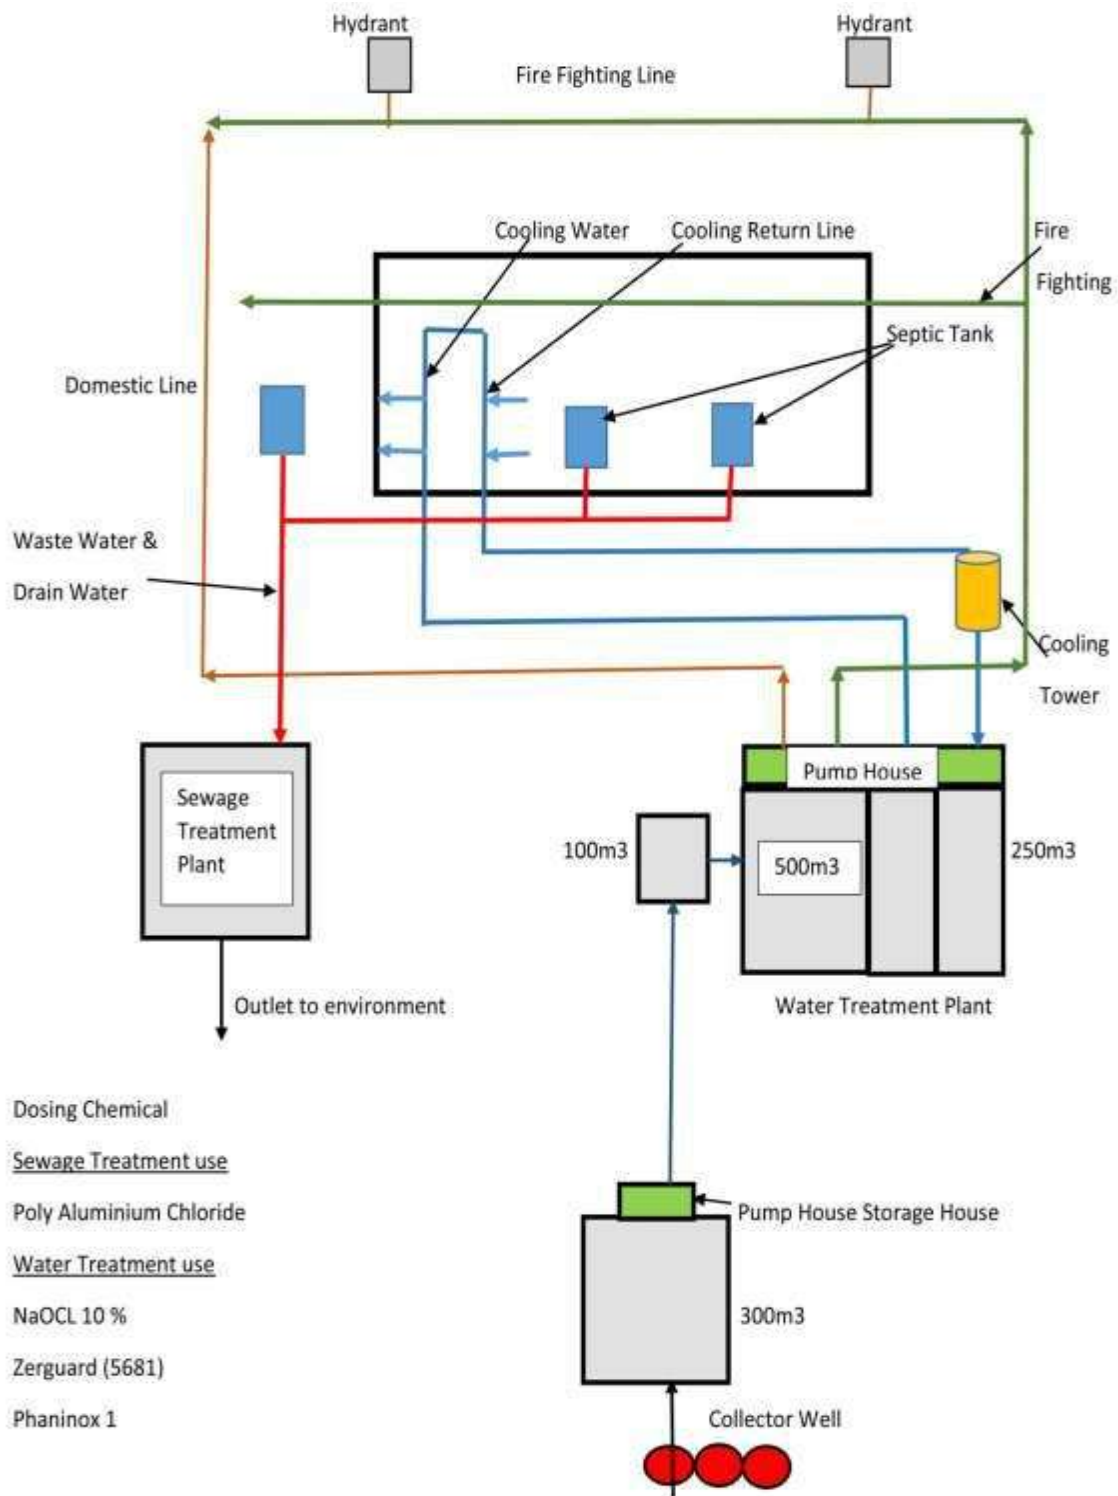 Hydrant
Hydrant
Fire Fighting Line
Cooling Water
Cooling Return Line
Fire
Fighting
Septic Tank
Domestic Line
Waste Water &
Drain Water
Cooling
Tower
Pump House
Sewage
Treatment
Plant
100m3
500m3
250m3
Outlet to environment
Water Treatment Plant
Dosing Chemical
Sewage Treatment use
Poly Aluminium Chloride
Pump House Storage House
Water Treatment use
NaOCL 10 %
300m3
Zerguard (5681)
Phaninox 1
Collector Well